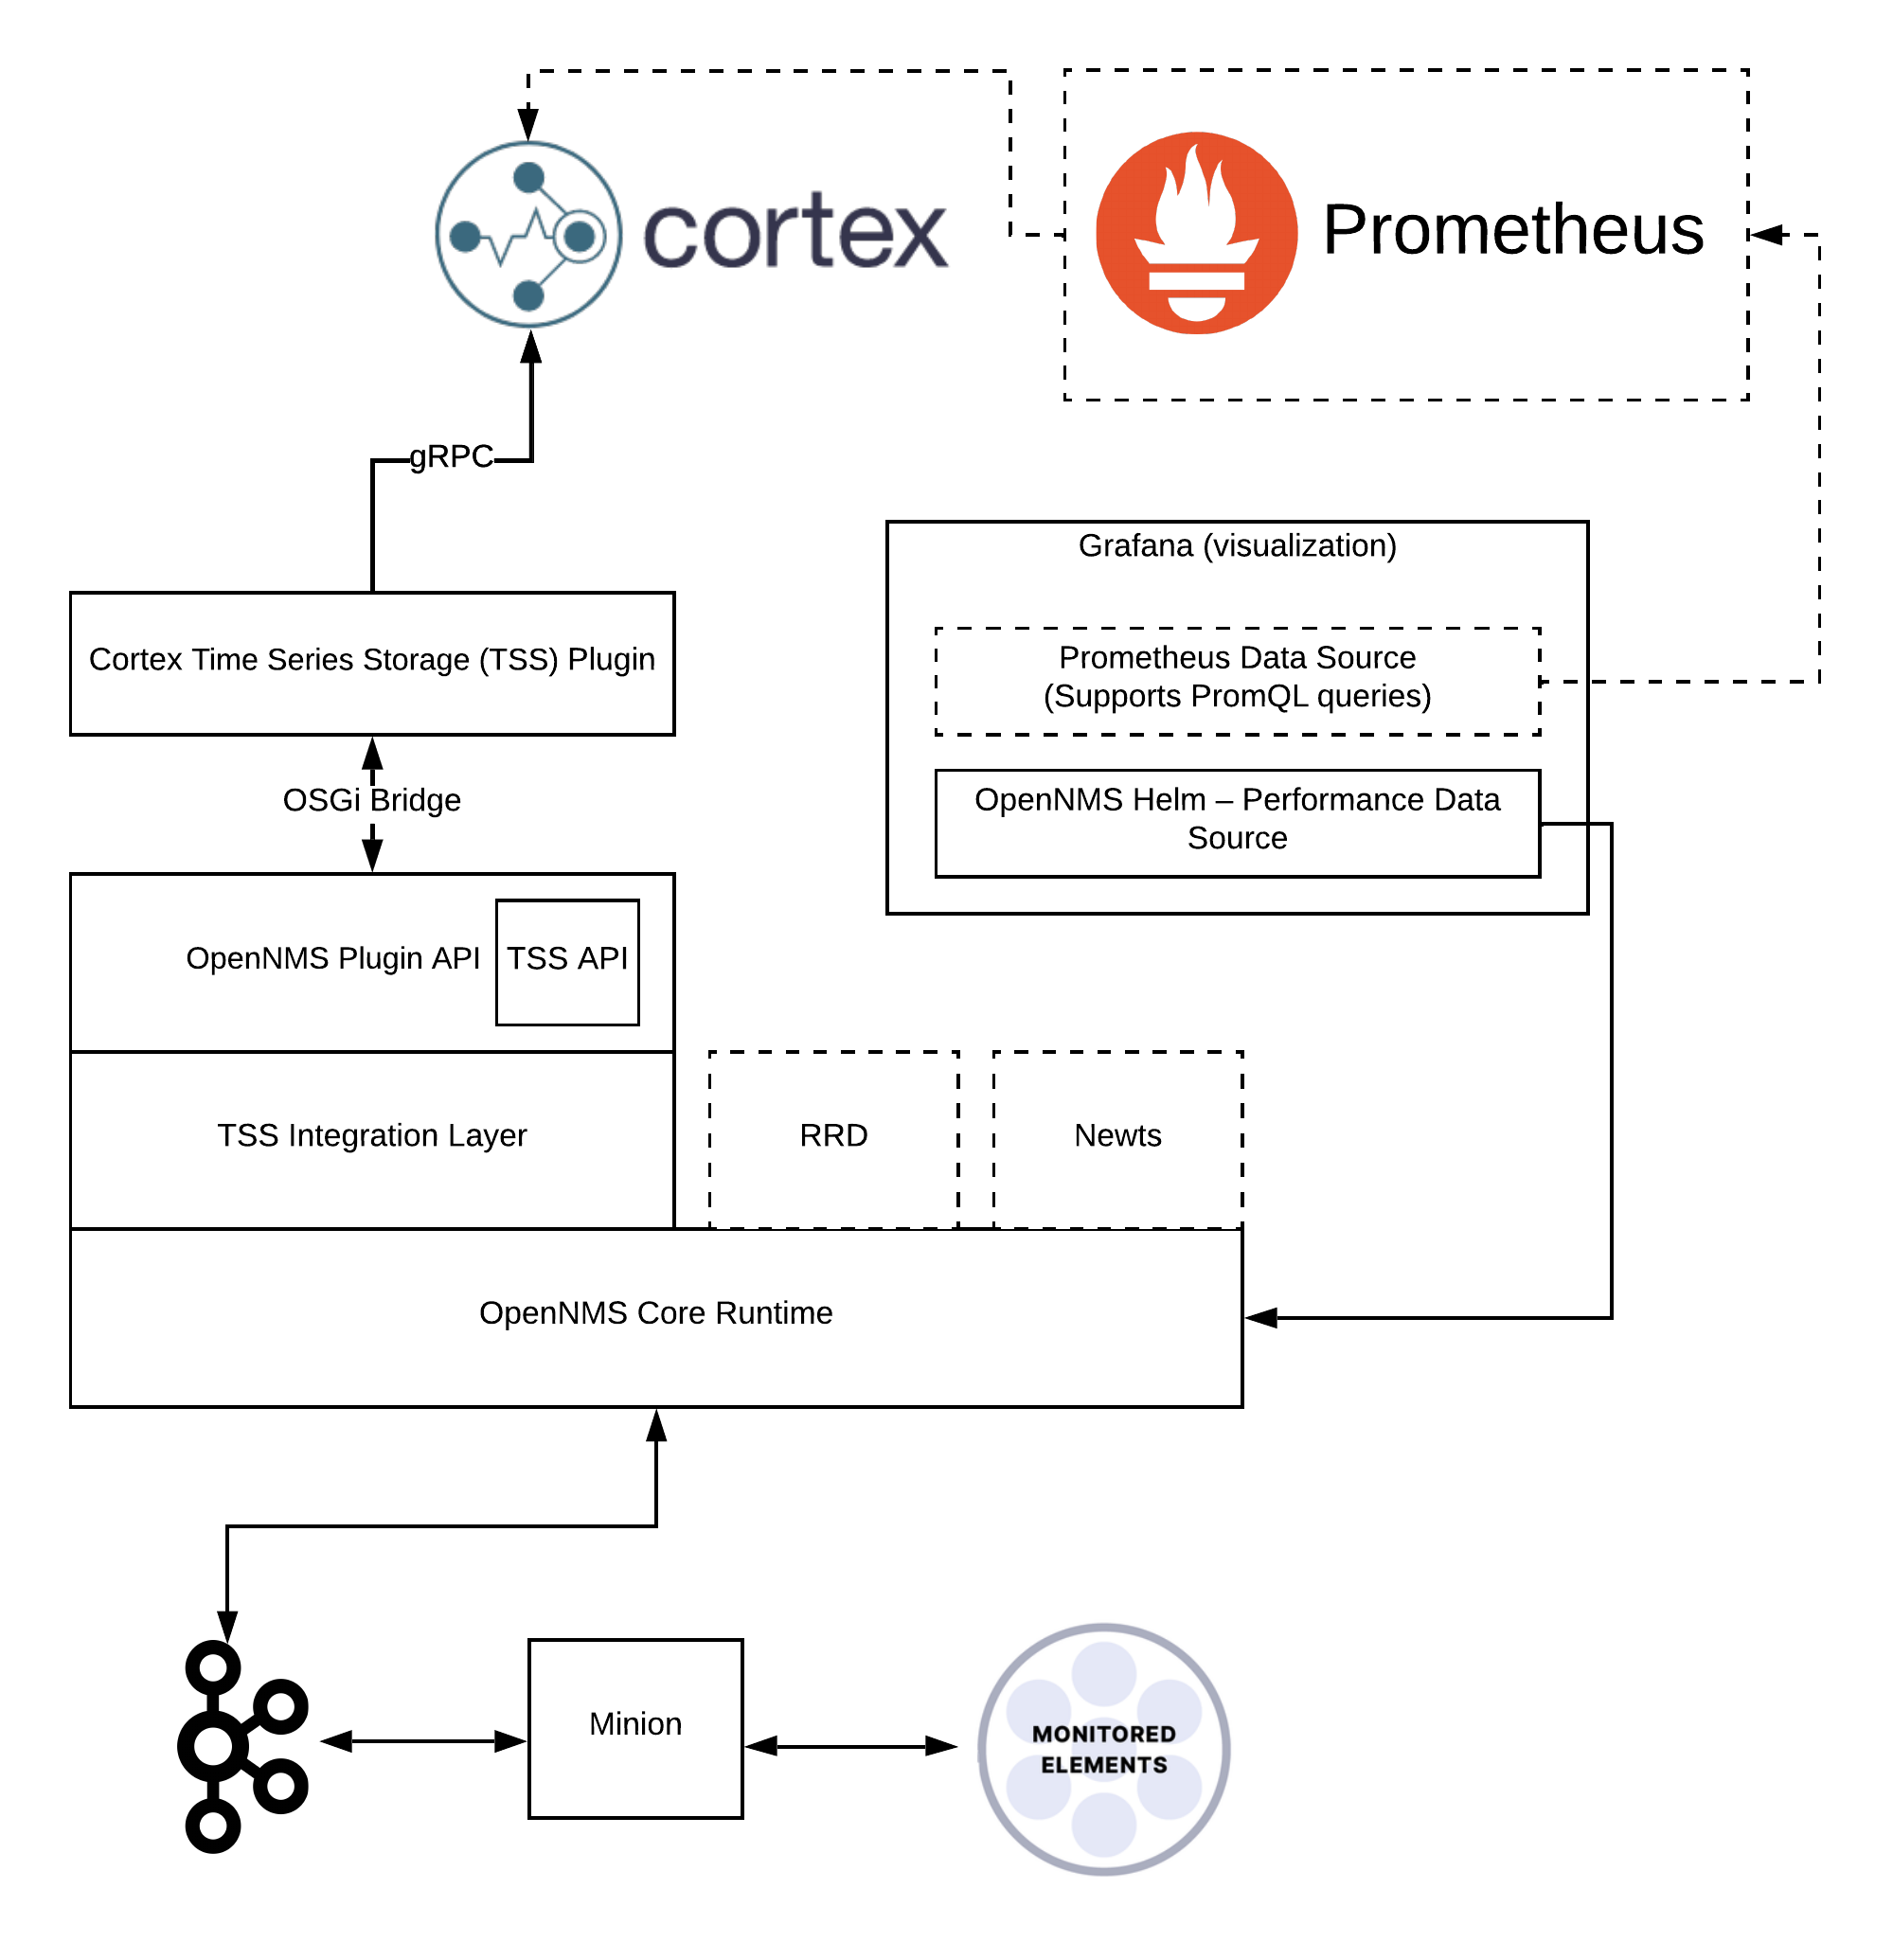 cortex
Prometheus
gRPC
Grafana (visualization)
Cortex Time Series Storage (TSS) Plugin
Prometheus Data Source
(Supports PromQL queries)
OSGi Bridge
OpenNMS Helm – Performance Data
Source
OpenNMS Plugin API
TSS API
TSS Integration Layer
RRD
Newts
OpenNMS Core Runtime
Minion
MONITORED
ELEMENTS